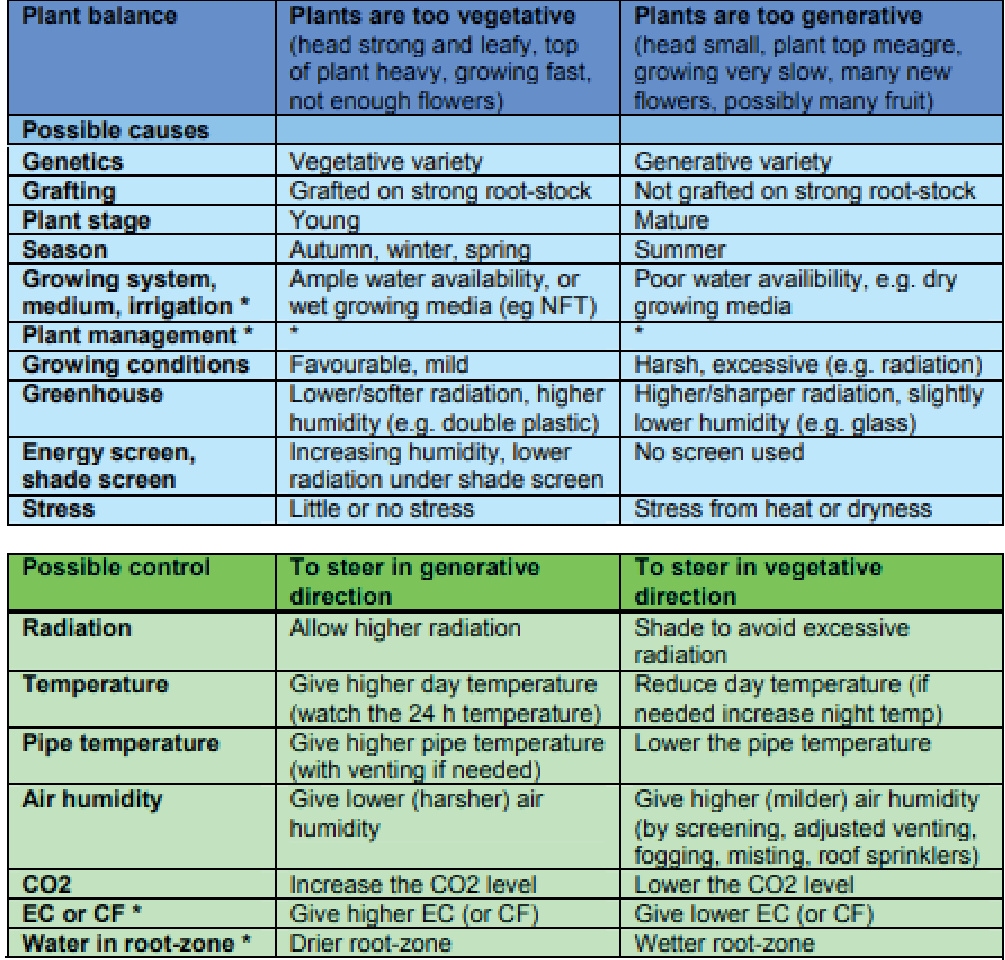 Plant balance Plants are too vegetative Plants are too generative
(head strong and leafy, top (head small, plant top meagre,
of plant heavy, growing fast, growing very slow, many new
not enough flowers) flowers, possibly many fruit)
Possible causes
Genetics Vegetative variety Generative variety
Grafting Grafted on strong root-stock Not grafted on strong root-stock
Plant stage Young Mature
Season Autumn, winter, spring Summer
Growing system, Ample water availability, or Poor water availibility, e.g. dry
medium, irrigation * wet growing media (eg NFT) growing media
Plant management * * *
Growing conditions Favourable, mild Harsh, excessive (e.g. radiation)
Greenhouse Lower/softer radiation, higher Higher/sharper radiation, slightly
humidity (e.g. double plastic) lower humidity (e.g. glass)
Energy screen, Increasing humidity, lower No screen used
shade screen radiation under shade screen
Stress Little or no stress Stress from heat or dryness
Possible control To steer in generative To steer in vegetative
direction direction
Radiation Allow higher radiation Shade to avoid excessive
radiation
Temperature Give higher day temperature Reduce day temperature (if
(watch the 24 h temperature) needed increase night temp)
Pipe temperature Give higher pipe temperature Lower the pipe temperature
(with venting if needed)
Air humidity Give lower (harsher) air Give higher (milder) air humidity
humidity (by screening, adjusted venting,
fogging, misting, roof sprinklers)
CO2 Increase the CO2 level Lower the CO2 level
EC or CF * Give higher EC (or CF) Give lower EC (or CF)
Water in root-zone * Drier root-zone Wetter root-zone